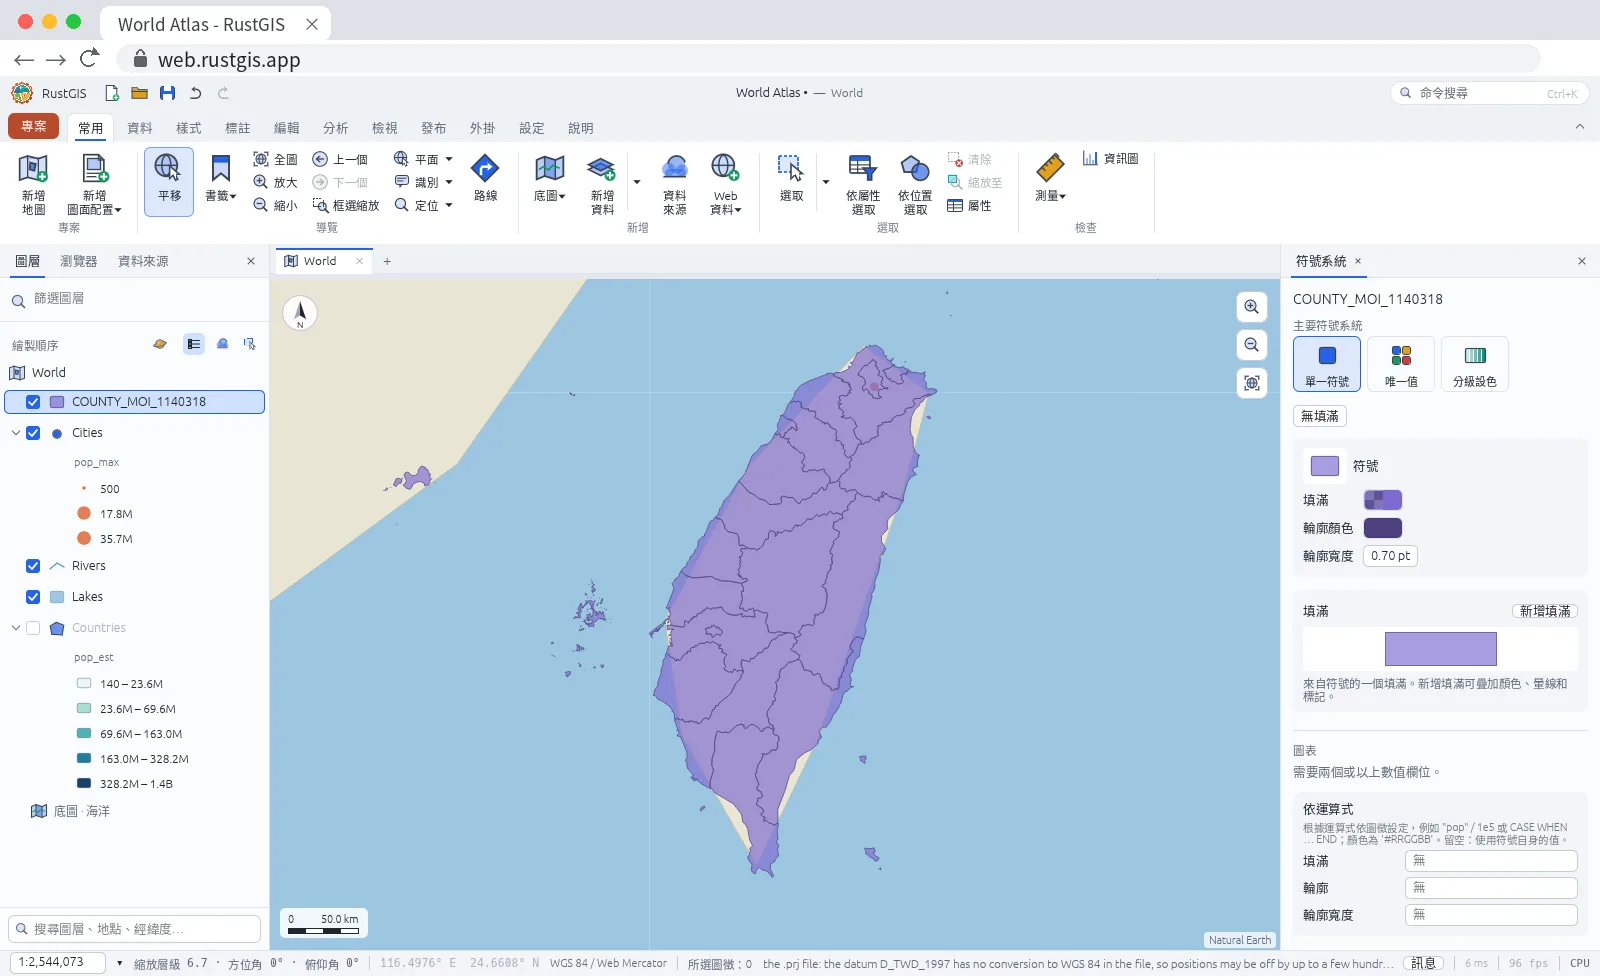 World Atlas - RustGIS
web.rustgis.app
RustGIS
World Atlas • — World
命令搜尋 Ctrl+K
專案 常用 資料 樣式 標註 編輯 分析 檢視 發布 外掛 設定 說明
新增地圖
新增圖面配置
專案
平移
書籤
全圖 上一個 平面
放大 下一個 識別
縮小 框選縮放 定位
路線
導覽
底圖
新增資料
資料來源
Web資料
新增
選取
依屬性選取
依位置選取
清除
縮放至
屬性
選取
測量
資訊圖
檢查
圖層 瀏覽器 資料來源
篩選圖層
繪製順序
World
COUNTY_MOI_1140318
Cities
pop_max
500
17.8M
35.7M
Rivers
Lakes
Countries
pop_est
140 – 23.6M
23.6M – 69.6M
69.6M – 163.0M
163.0M – 328.2M
328.2M – 1.4B
底圖 · 海洋
搜尋圖層、地點、經緯度…
World
N
0 50.0 km
Natural Earth
符號系統
COUNTY_MOI_1140318
主要符號系統
單一符號 唯一值 分級設色
無填滿
符號
填滿
輪廓顏色
輪廓寬度 0.70 pt
填滿 新增填滿
來自符號的一個填滿。新增填滿可疊加顏色、暈線和
標記。
圖表
需要兩個或以上數值欄位。
依運算式
根據運算式依圖徵設定，例如 "pop" / 1e5 或 CASE WHEN
… END；顏色為 '#RRGGBB'。留空：使用符號自身的值。
填滿 無
輪廓 無
輪廓寬度 無
1:2,544,073 縮放層級 6.7 · 方位角 0° · 俯仰角 0° 116.4976° E 24.6608° N WGS 84 / Web Mercator 所選圖徵：0 the .prj file: the datum D_TWD_1997 has no conversion to WGS 84 in the file, so positions may be off by up to a few hundr… 訊息 6 ms 96 fps CPU